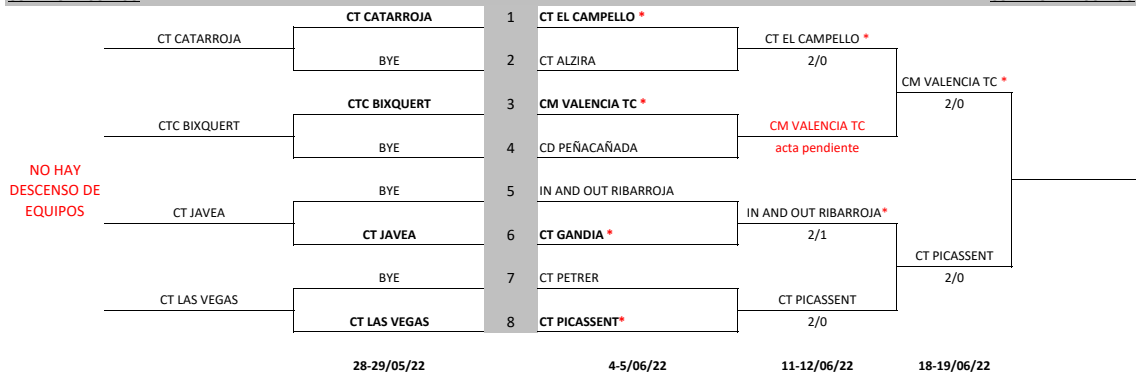 CT CATARROJA 1 CT EL CAMPELLO *
CT CATARROJA CT EL CAMPELLO *
BYE 2 CT ALZIRA 2/0
CM VALENCIA TC *
CTC BIXQUERT 3 CM VALENCIA TC * 2/0
CTC BIXQUERT CM VALENCIA TC
BYE 4 CD PEÑACAÑADA acta pendiente
NO HAY
DESCENSO DE
EQUIPOS
BYE 5 IN AND OUT RIBARROJA
CT JAVEA IN AND OUT RIBARROJA*
CT JAVEA 6 CT GANDIA * 2/1
CT PICASSENT
BYE 7 CT PETRER 2/0
CT LAS VEGAS CT PICASSENT
CT LAS VEGAS 8 CT PICASSENT* 2/0
28-29/05/22 4-5/06/22 11-12/06/22 18-19/06/22